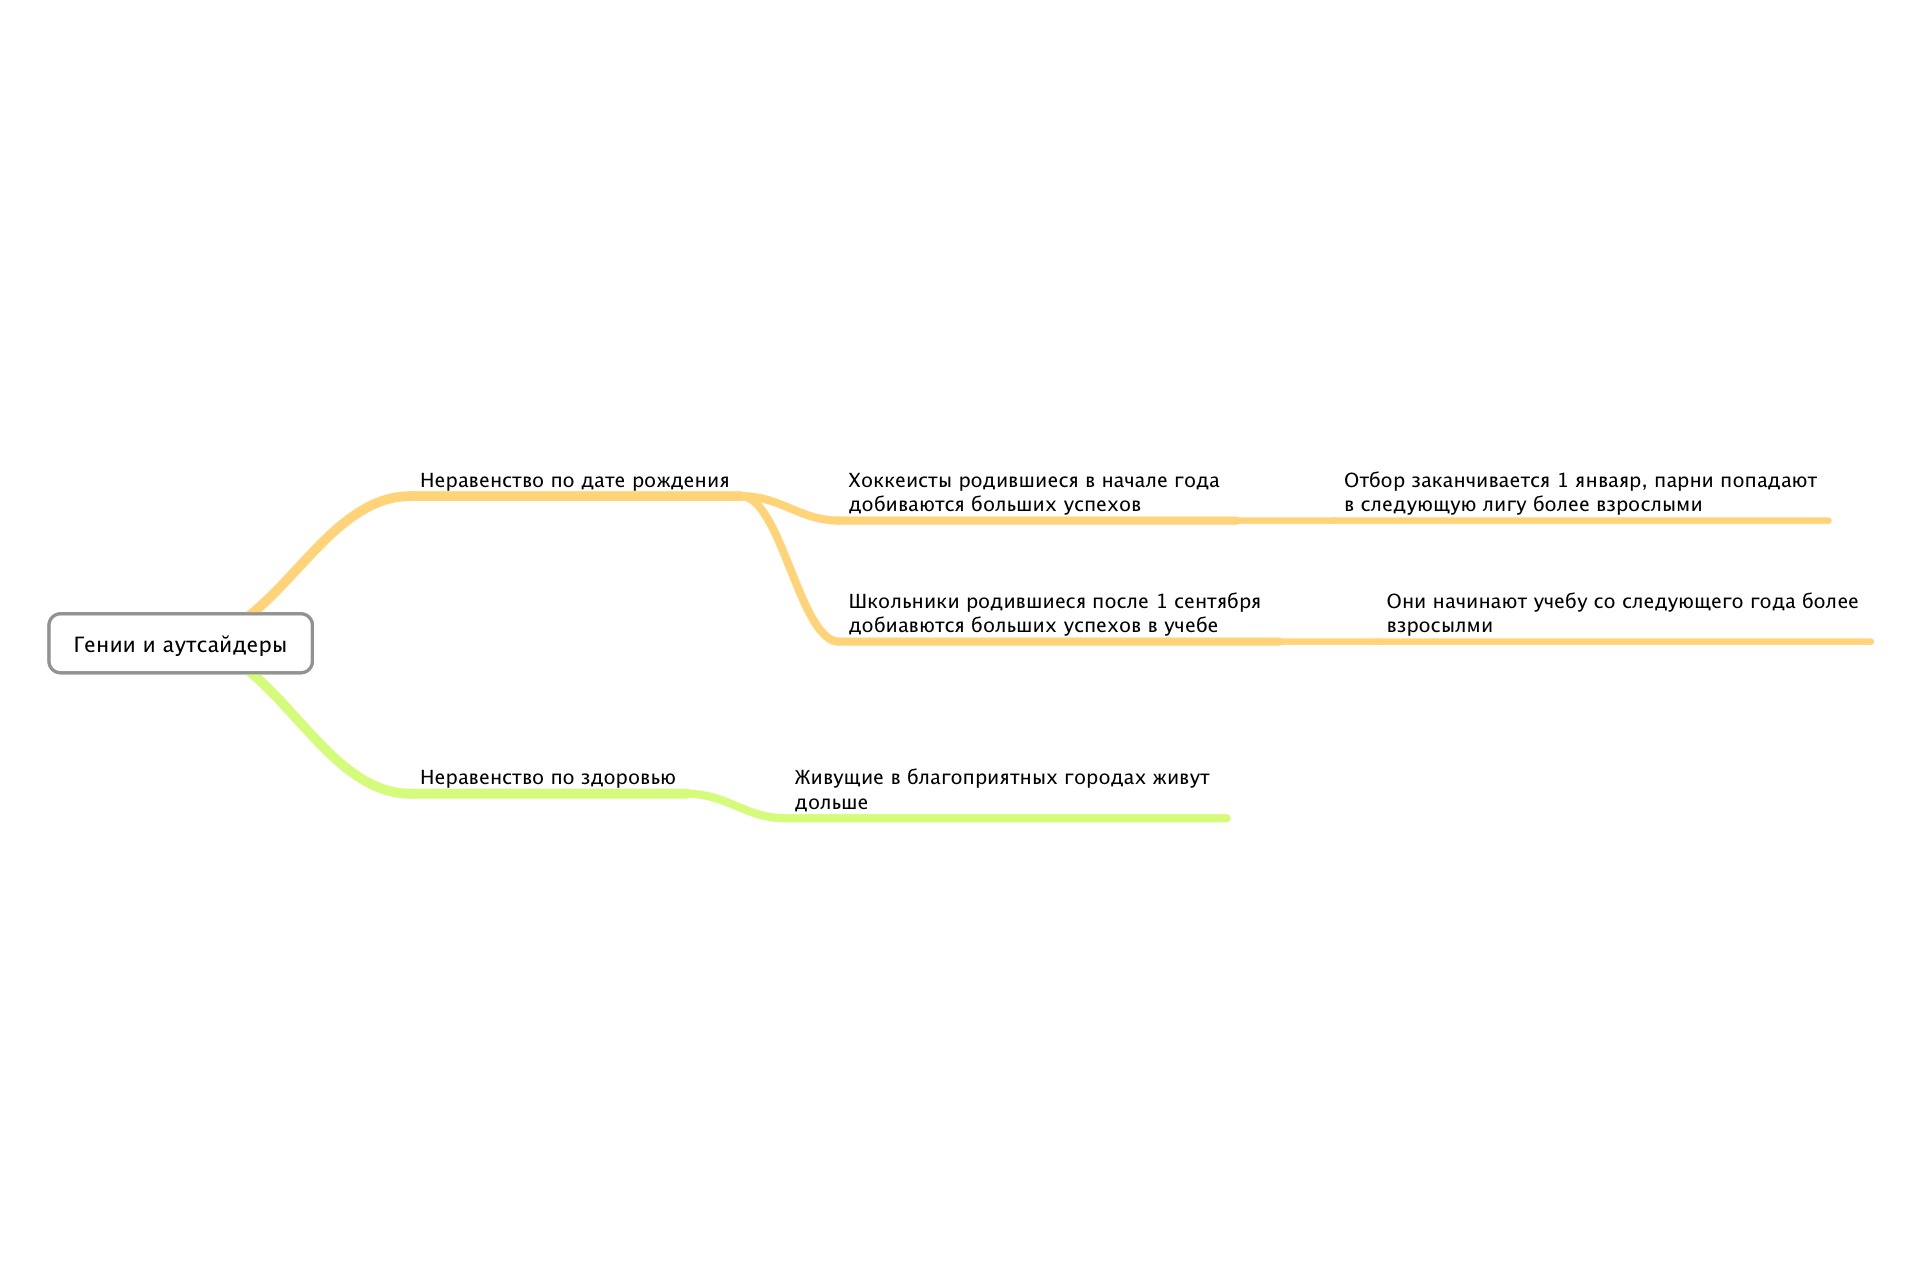 Неравенство по дате рождения
Хоккеисты родившиеся в начале года
добиваются больших успехов
Отбор заканчивается 1 янваяр, парни попадают
в следующую лигу более взрослыми
Школьники родившиеся после 1 сентября
добиавются больших успехов в учебе
Они начинают учебу со следующего года более
взросылми
Гении и аутсайдеры
Неравенство по здоровью
Живущие в благоприятных городах живут
дольше